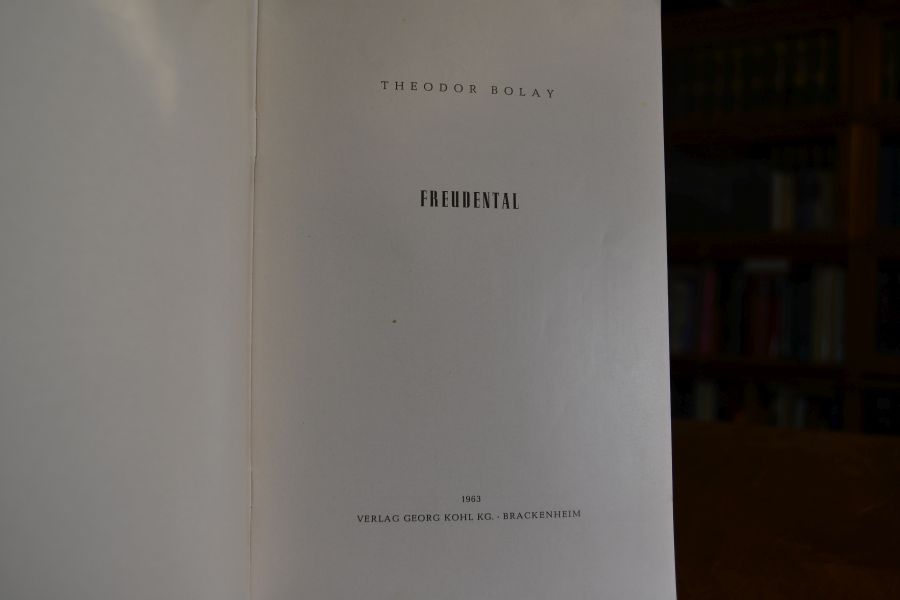 THEODOR BOLAY
FREUDENTAL
1963
VERLAG GEORG KOHL KG. · BRACKENHEIM